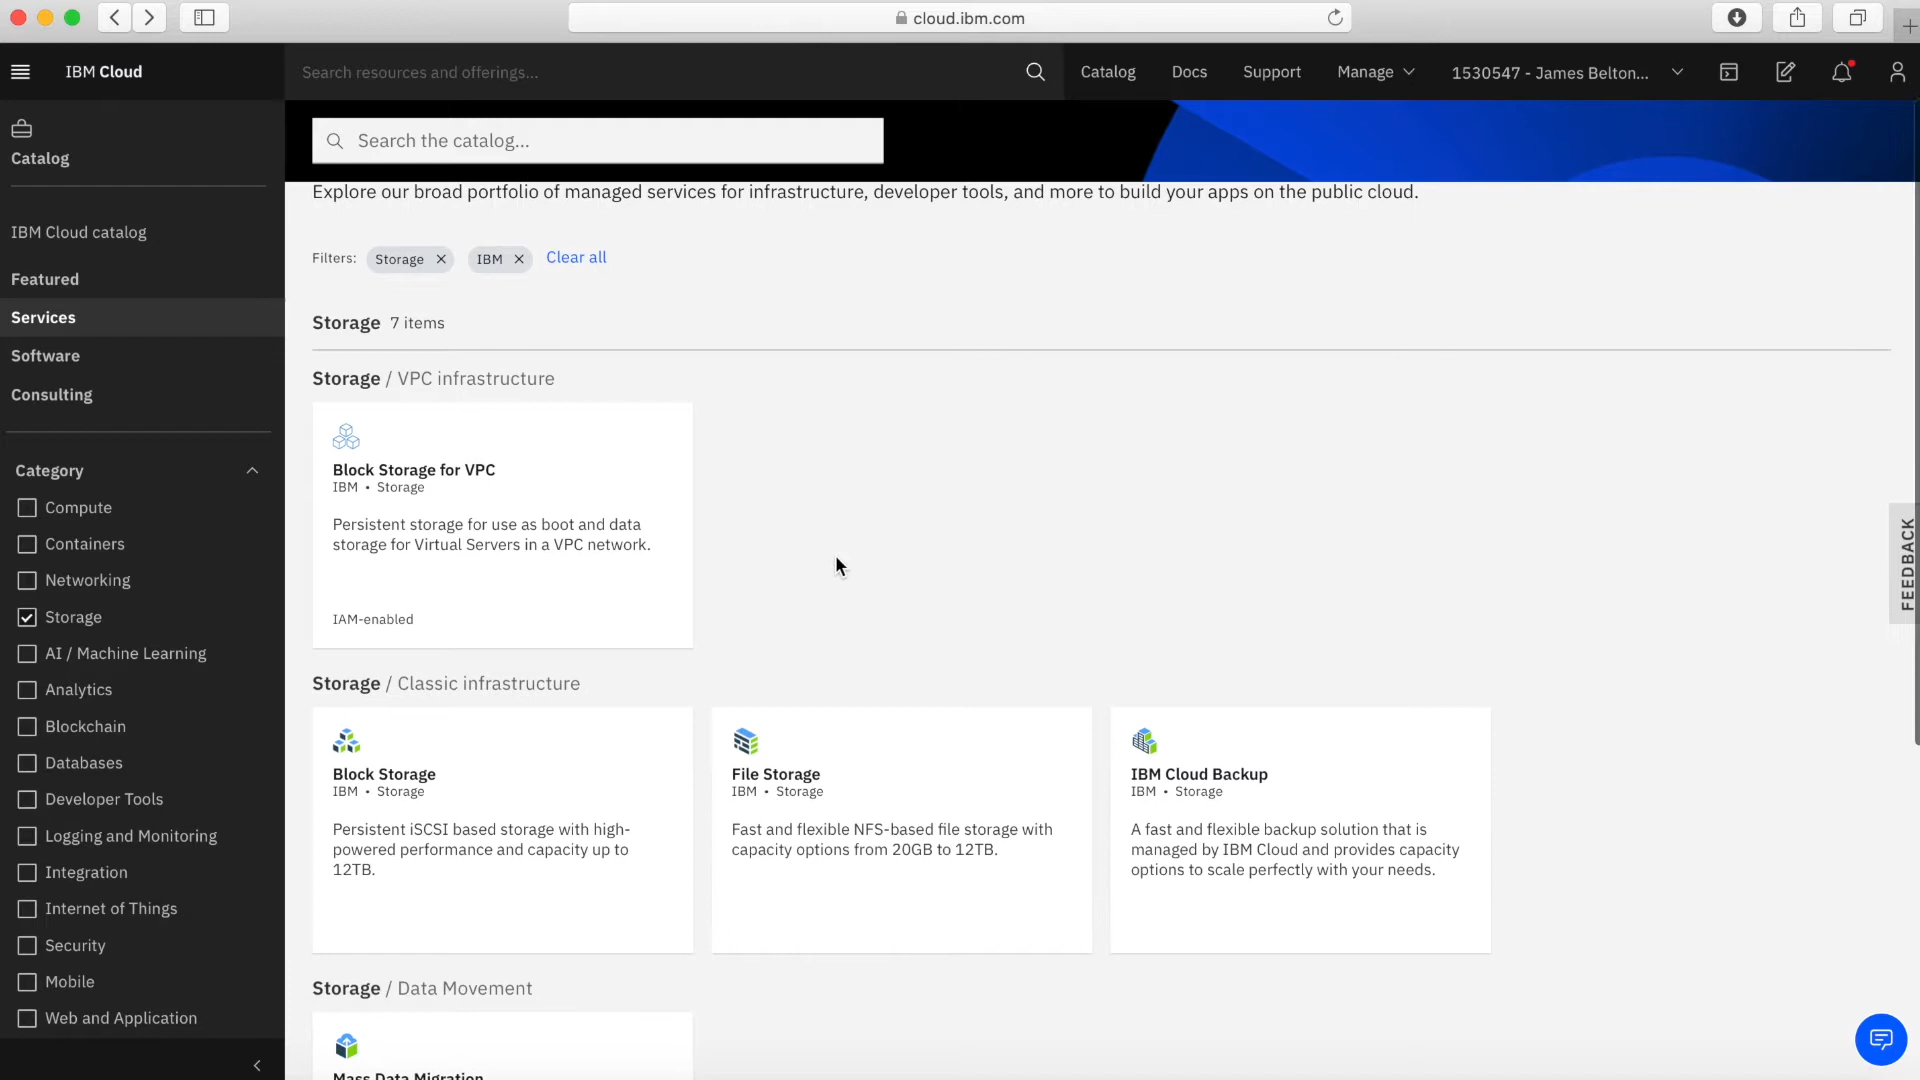 cloud.ibm.com
IBM Cloud
Search resources and offerings...
Catalog
Docs
Support
Manage
1530547 - James Belton...
Catalog
IBM Cloud catalog
Featured
Services
Software
Consulting
Category
Compute
Containers
Networking
Storage
AI / Machine Learning
Analytics
Blockchain
Databases
Developer Tools
Logging and Monitoring
Integration
Internet of Things
Security
Mobile
Web and Application
Search the catalog...
Explore our broad portfolio of managed services for infrastructure, developer tools, and more to build your apps on the public cloud.
Filters: Storage IBM Clear all
Storage 7 items
Storage / VPC infrastructure
Block Storage for VPC
IBM • Storage
Persistent storage for use as boot and data
storage for Virtual Servers in a VPC network.
IAM-enabled
Storage / Classic infrastructure
Block Storage
IBM • Storage
Persistent iSCSI based storage with high-
powered performance and capacity up to
12TB.
File Storage
IBM • Storage
Fast and flexible NFS-based file storage with
capacity options from 20GB to 12TB.
IBM Cloud Backup
IBM • Storage
A fast and flexible backup solution that is
managed by IBM Cloud and provides capacity
options to scale perfectly with your needs.
Storage / Data Movement
Mass Data Migration
FEEDBACK